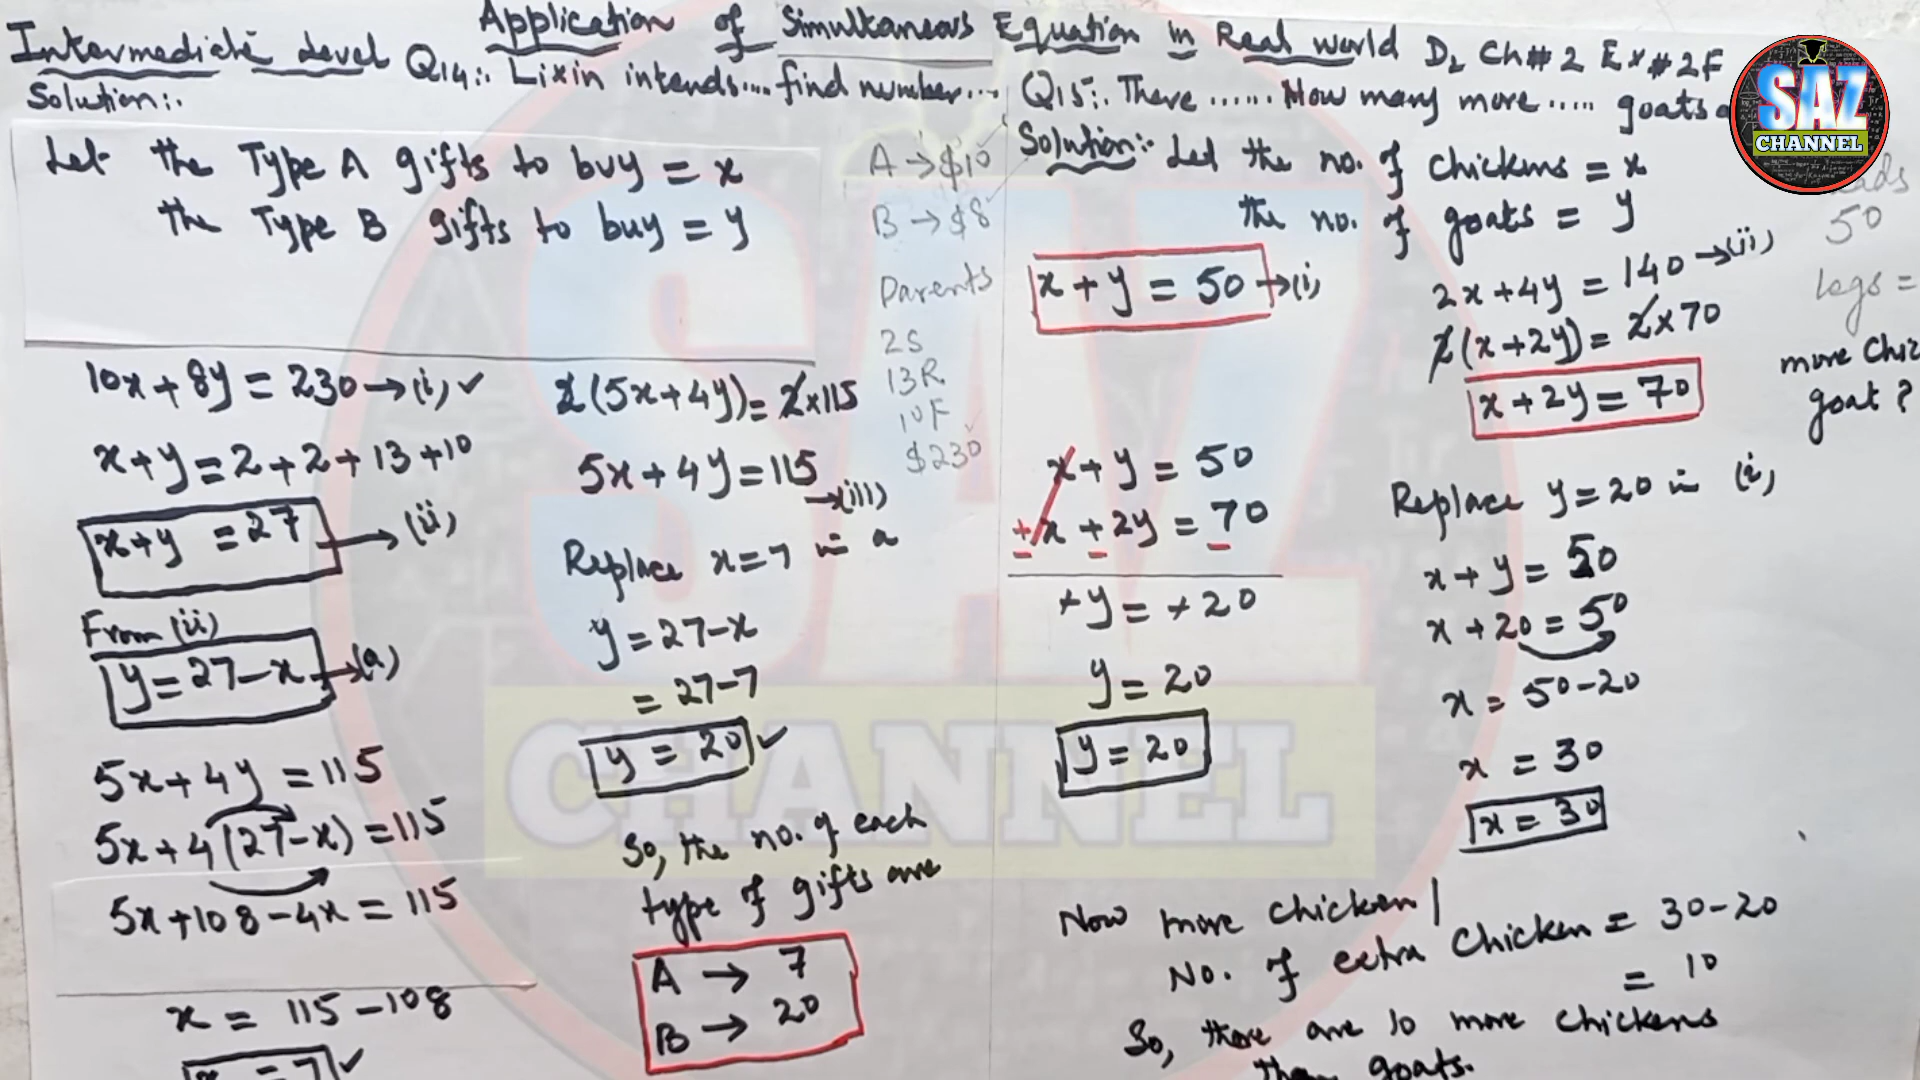 Application of Simultaneous Equation in Real world D2 Ch#2 Ex#2F
Intermediate Level Q14:. Lixin intends.... find number... 
Solution:.
Let the Type A gifts to buy = x
the Type B gifts to buy = y
A → $10
B → $8
Parents
2S
13R
10F
$230
10x + 8y = 230 → (i) ✓
x + y = 2 + 2 + 13 + 10
x + y = 27 → (ii)
From (ii)
y = 27 - x → (a)
5x + 4y = 115
5x + 4(27 - x) = 115
5x + 108 - 4x = 115
x = 115 - 108
x = 7 ✓
2(5x + 4y) = 2 x 115
5x + 4y = 115
→ (iii)
Replace x = 7 in a
y = 27 - x
= 27 - 7
y = 20 ✓
So, the no. of each
type of gifts are
A → 7
B → 20
Q15:. There ...... How many more ..... goats
Solution:. Let the no. of chickens = x
the no. of goats = y
x + y = 50 → (i)
2x + 4y = 140 → (ii)
2(x + 2y) = 2 x 70
x + 2y = 70
50
legs =
more
goat ?
x + y = 50
± x ± 2y = 70
+ y = + 20
y = 20
y = 20
Replace y = 20 in (i)
x + y = 50
x + 20 = 50
x = 50 - 20
x = 30
x = 30
Now more chicken /
No. of extra chicken = 30 - 20
= 10
So, there are 10 more chickens
than goats.
SAZ
CHANNEL
SAZ
CHANNEL